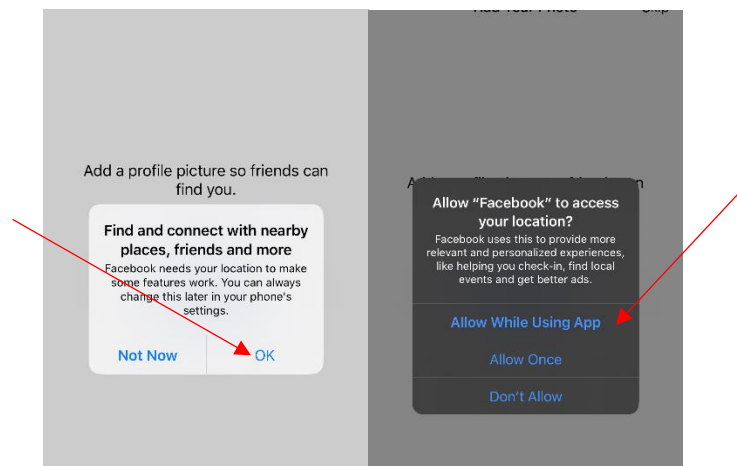 Add a profile picture so friends can
find you.
Find and connect with nearby
places, friends and more
Facebook needs your location to make
some features work. You can always
change this later in your phone's
settings.
Not Now
OK
Allow “Facebook” to access
your location?
Facebook uses this to provide more
relevant and personalized experiences,
like helping you check-in, find local
events and get better ads.
Allow While Using App
Allow Once
Don’t Allow